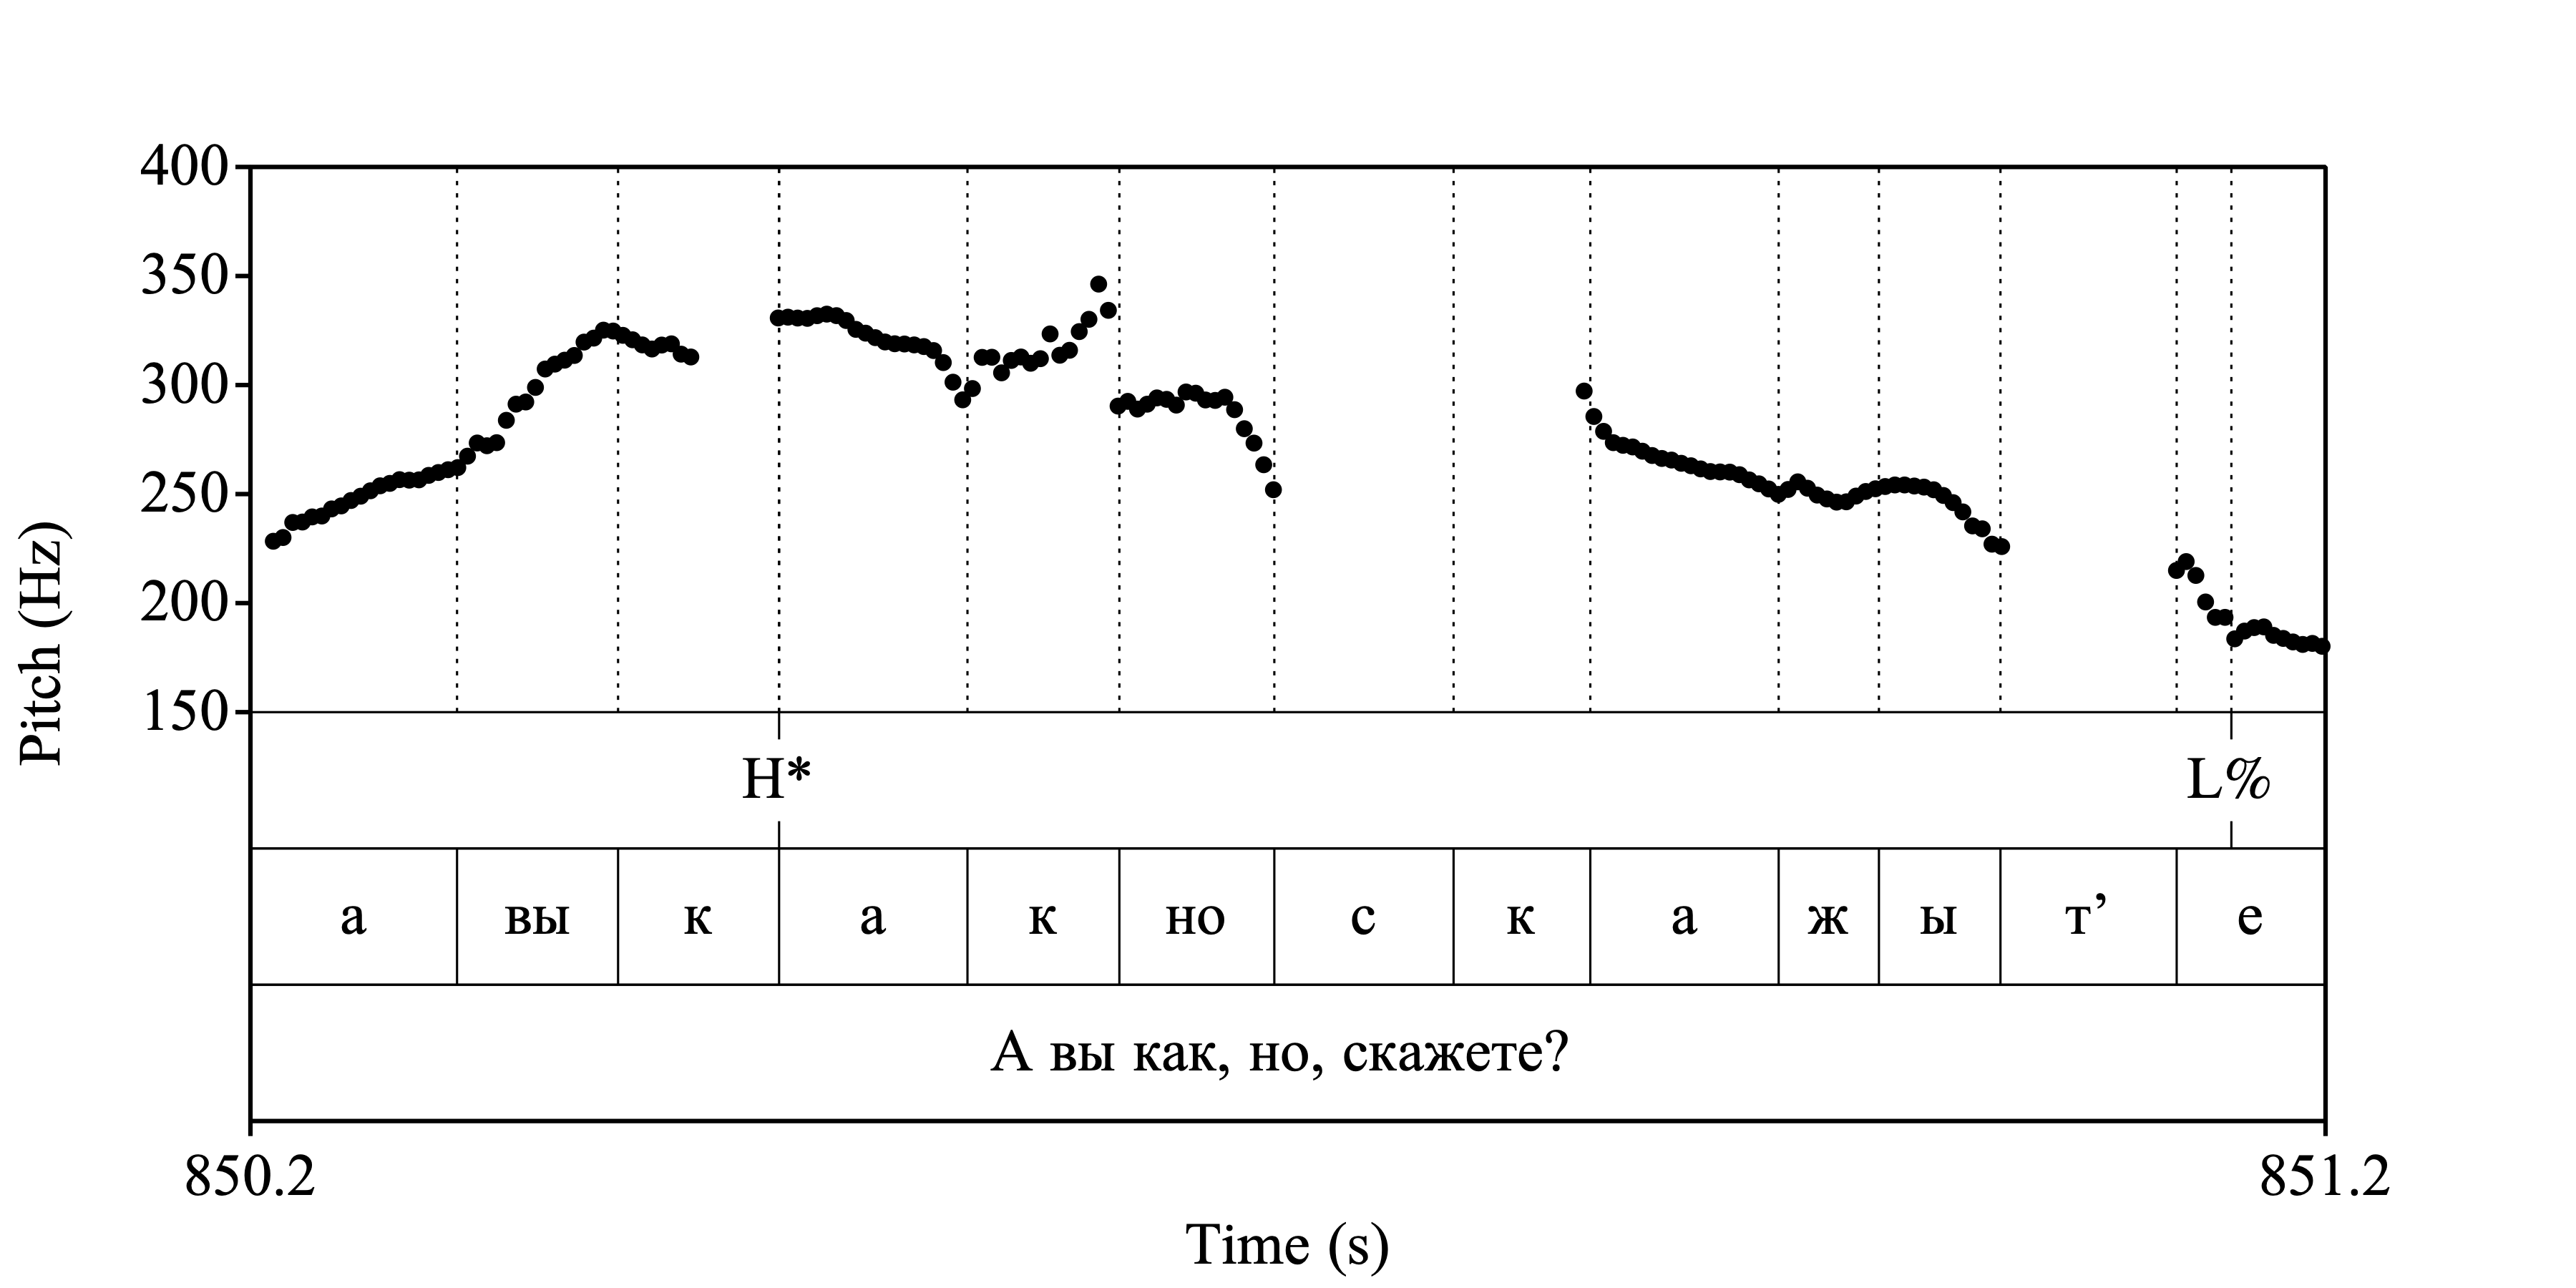 400
350
300
250
200
150
Pitch (Hz)
H* L%
а вы к а к но с к а ж ы т’ е
А вы как, но, скажете?
850.2 851.2
Time (s)